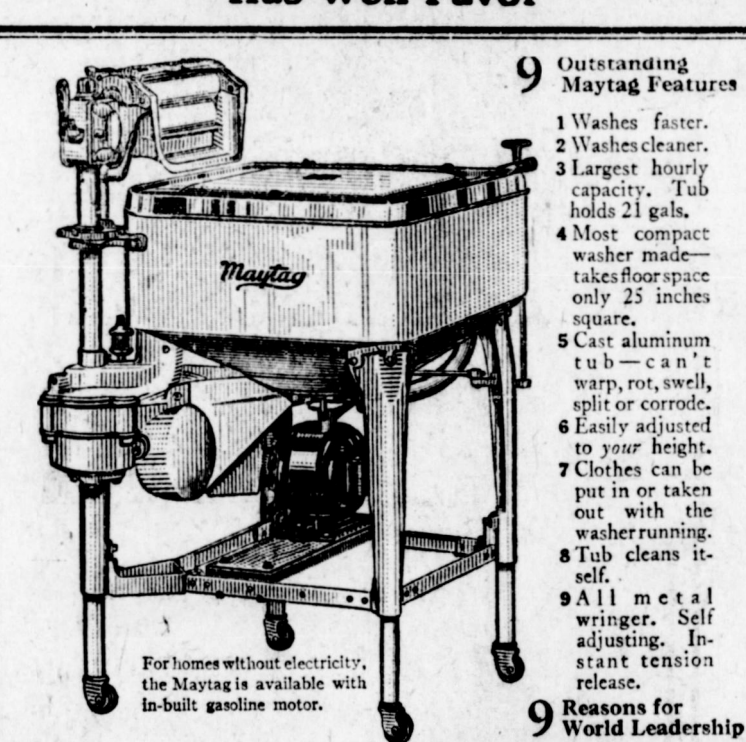 Has Won Favor
9 Outstanding
Maytag Features
1 Washes faster.
2 Washes cleaner.
3 Largest hourly
capacity. Tub
holds 21 gals.
4 Most compact
washer made—
takes floor space
only 25 inches
square.
5 Cast aluminum
tub—can't
warp, rot, swell,
split or corrode.
6 Easily adjusted
to your height.
7 Clothes can be
put in or taken
out with the
washer running.
8 Tub cleans it-
self.
9 All metal
wringer. Self
adjusting. In-
stant tension
release.
9 Reasons for
World Leadership
Maytag
For homes without electricity,
the Maytag is available with
in-built gasoline motor.